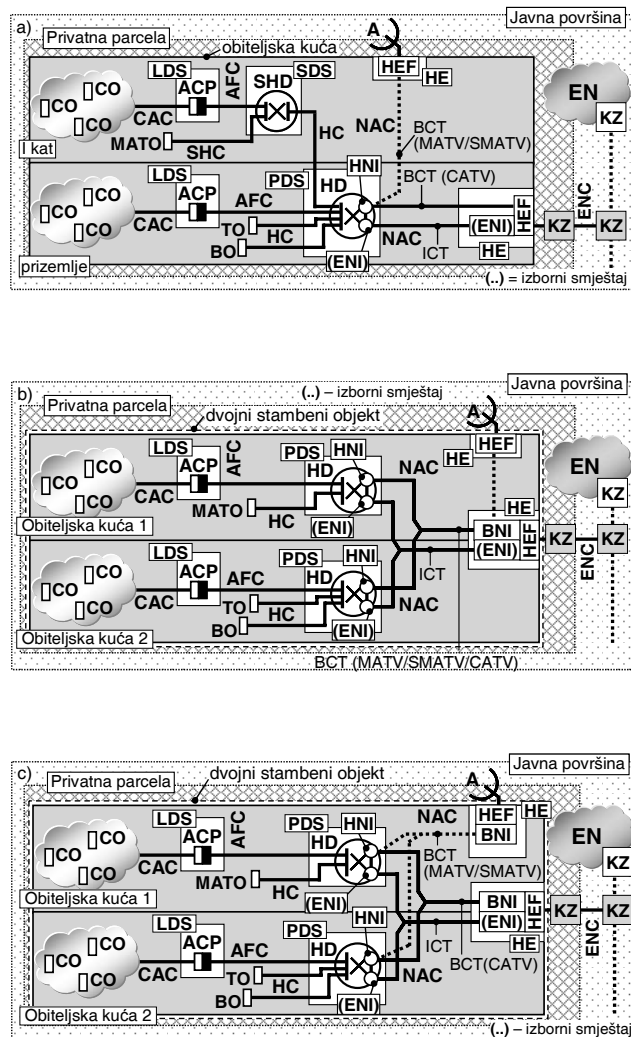 a)
Javna površina
Privatna parcela
obiteljska kuća
A
HEF
HE
LDS
ACP
AFC
SHD
SDS
EN
KZ
CO
CO
CO
CAC
MATO
SHC
HC
NAC
BCT
(MATV/SMATV)
I kat
LDS
ACP
PDS
HNI
HD
BCT (CATV)
CO
CO
CO
CAC
AFC
TO
HC
BO
NAC
(ENI)
(ENI)
HEF
HE
ICT
KZ
ENC
KZ
prizemlje
(..) = izborni smještaj
b)
(..) – izborni smještaj
Javna površina
Privatna parcela
dvojni stambeni objekt
A
HEF
HE
LDS
ACP
AFC
PDS
HNI
HD
NAC
EN
KZ
CO
CO
CO
CAC
MATO
HC
(ENI)
HE
BNI
(ENI)
HEF
KZ
ENC
KZ
Obiteljska kuća 1
LDS
ACP
PDS
HNI
HD
ICT
CO
CO
CO
CAC
AFC
TO
HC
BO
NAC
(ENI)
Obiteljska kuća 2
BCT (MATV/SMATV/CATV)
c)
Javna površina
Privatna parcela
dvojni stambeni objekt
A
NAC
HEF
HE
BNI
LDS
ACP
AFC
PDS
HNI
HD
BCT
(MATV/SMATV)
EN
KZ
CO
CO
CO
CAC
MATO
HC
(ENI)
BNI
(ENI)
HEF
HE
KZ
ENC
KZ
Obiteljska kuća 1
LDS
ACP
PDS
HNI
HD
ICT
BCT(CATV)
CO
CO
CO
CAC
AFC
TO
HC
BO
NAC
(ENI)
Obiteljska kuća 2
(..) – izborni smještaj